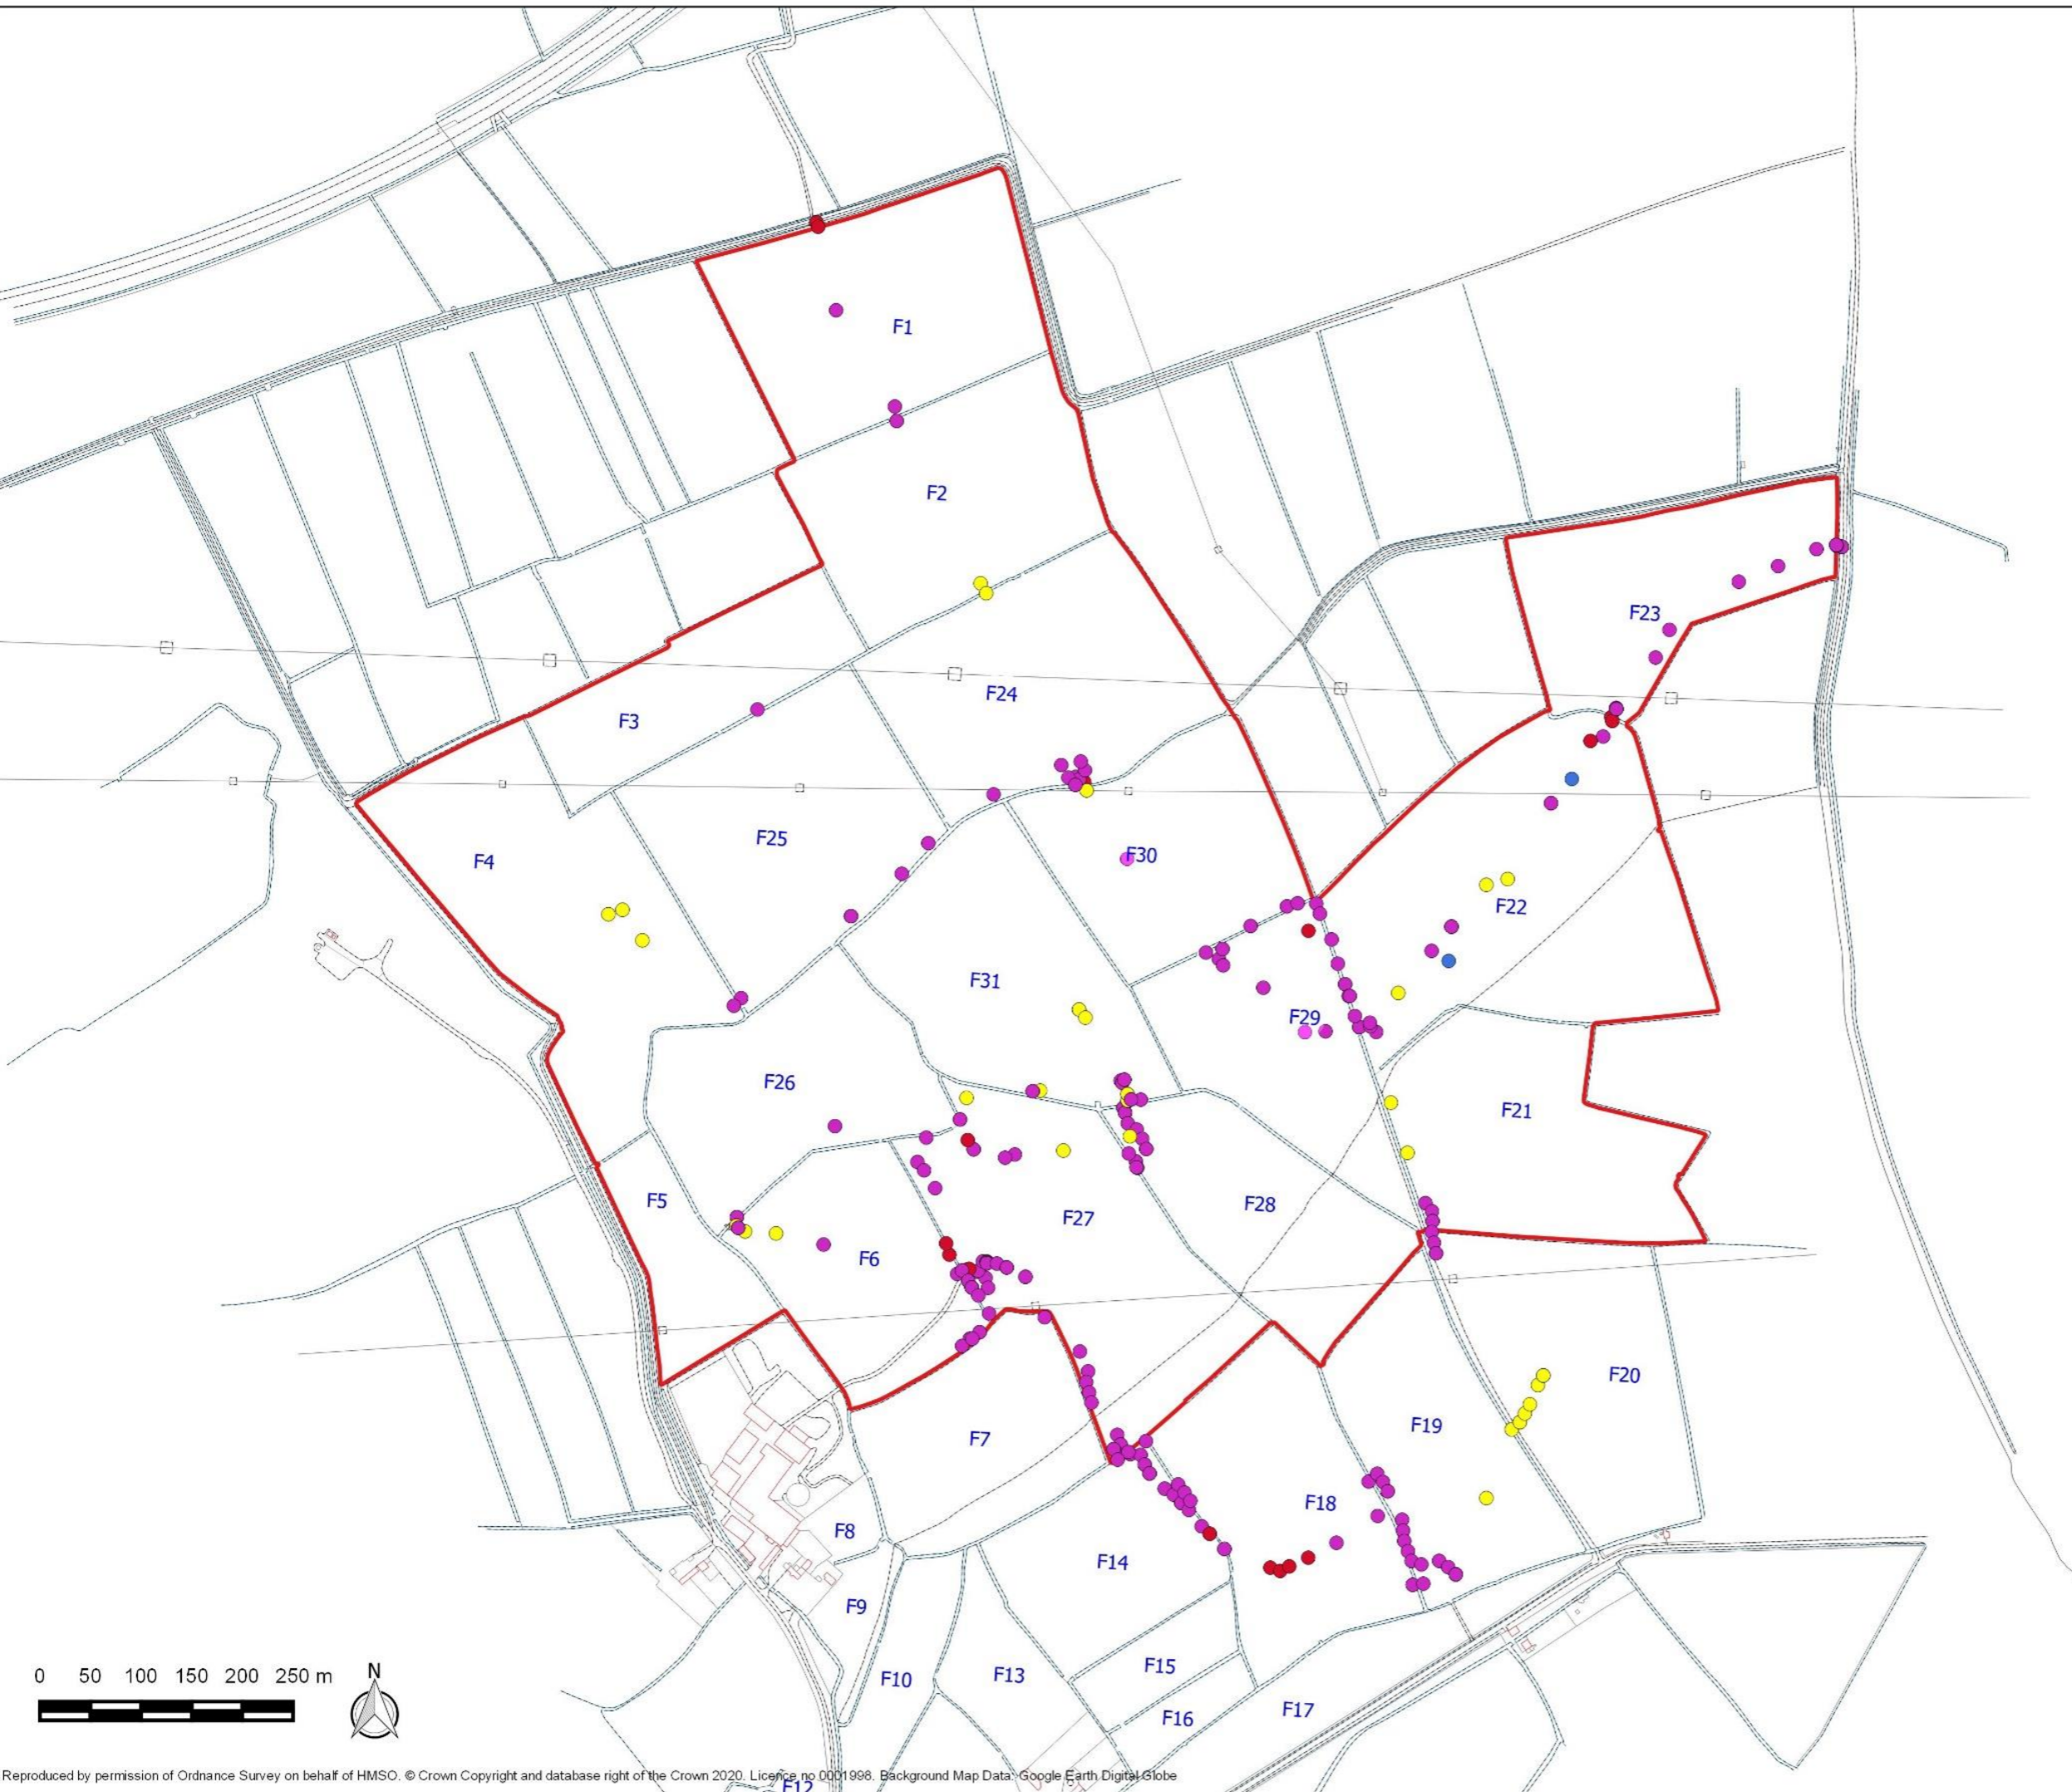 F1
F2
F23
F24
F3
F25
F30
F4
F22
F31
F29
F26
F21
F5
F28
F27
F6
F20
F19
F7
F18
F8
F14
F9
F15
F13
F10
F17
F16
0 50 100 150 200 250 m
N
Reproduced by permission of Ordnance Survey on behalf of HMSO. © Crown Copyright and database right of the Crown 2020. Licence no 0001998. Background Map Data: Google Earth Digital Globe
F12